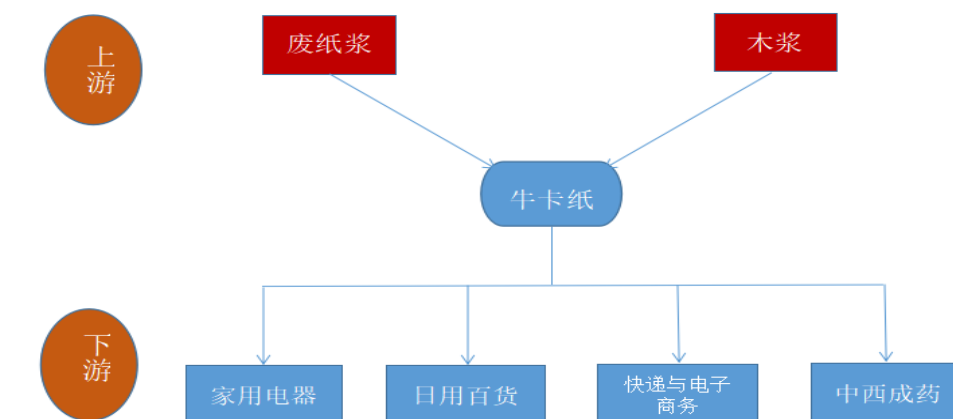 上
游
废纸浆
木浆
牛卡纸
下
游
家用电器
日用百货
快递与电子
商务
中西成药